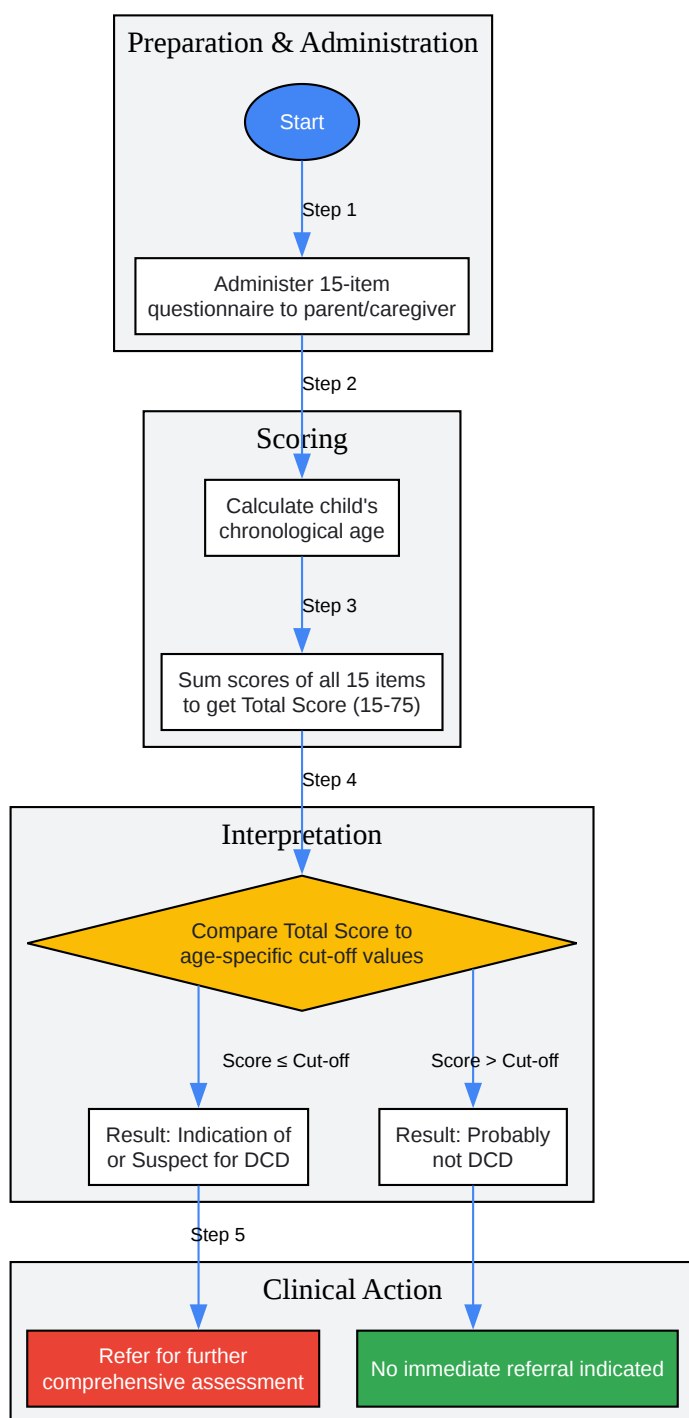 Preparation & Administration
Start
Step 1
Administer 15-item
questionnaire to parent/caregiver
Step 2
Scoring
Calculate child's
chronological age
Step 3
Sum scores of all 15 items
to get Total Score (15-75)
Step 4
Interpretation
Compare Total Score to
age-specific cut-off values
Score ≤ Cut-off
Score > Cut-off
Result: Indication of
or Suspect for DCD
Result: Probably
not DCD
Step 5
Clinical Action
Refer for further
comprehensive assessment
No immediate referral indicated